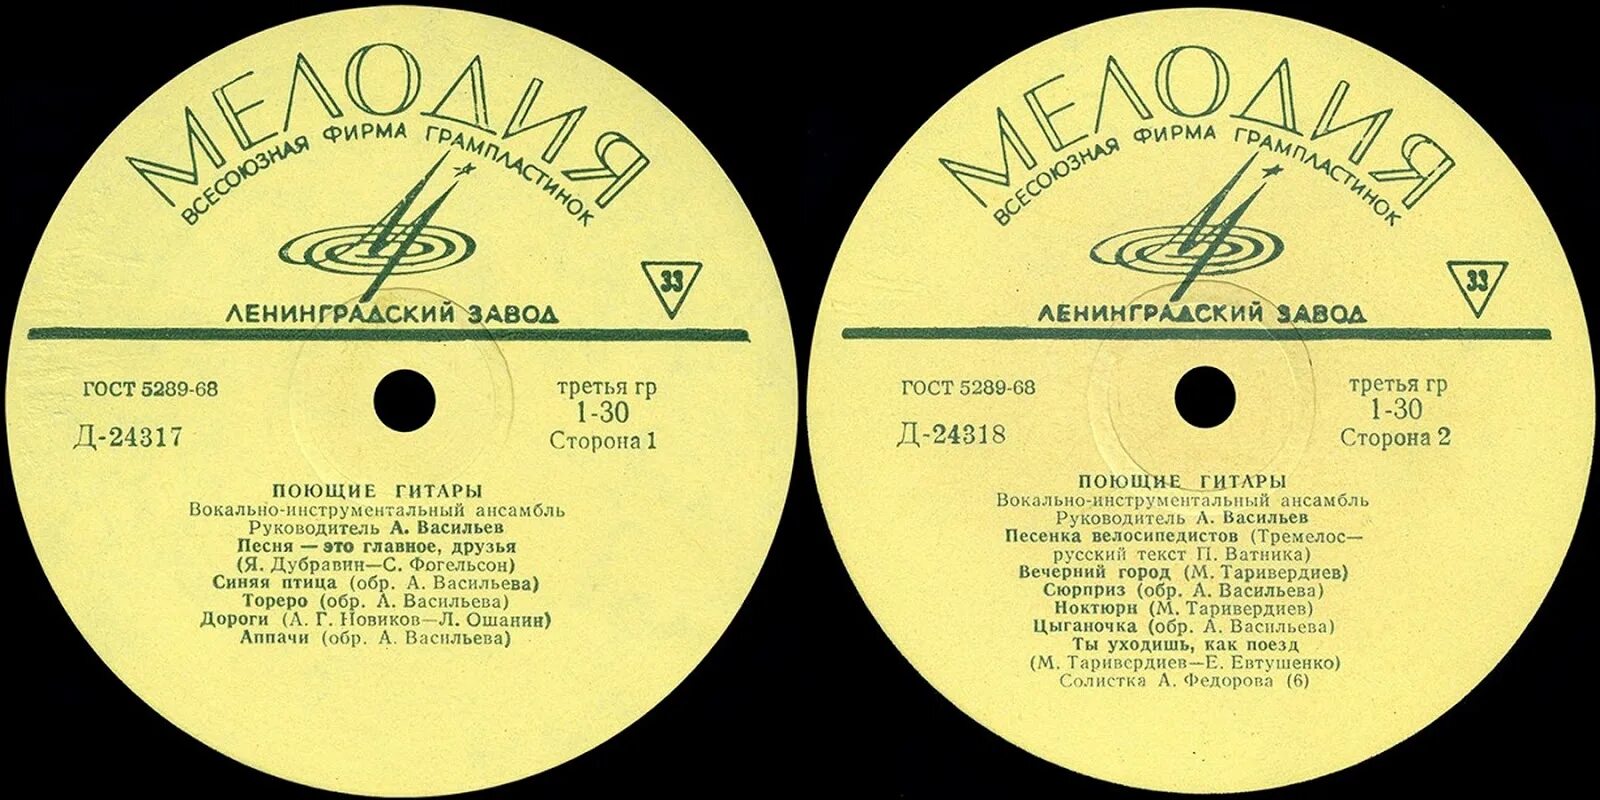 МЕЛОДИЯ
ВСЕСОЮЗНАЯ ФИРМА ГРАМПЛАСТИНОК
33
ЛЕНИНГРАДСКИЙ ЗАВОД
ГОСТ 5289-68
третья гр
1-30
Д-24317
Сторона 1
ПОЮЩИЕ ГИТАРЫ
Вокально-инструментальный ансамбль
Руководитель А. Васильев
Песня — это главное, друзья
(Я. Дубравин—С. Фогельсон)
Синяя птица (обр. А. Васильева)
Тореро (обр. А. Васильева)
Дороги (А. Г. Новиков—Л. Ошанин)
Аппачи (обр. А. Васильева)
МЕЛОДИЯ
ВСЕСОЮЗНАЯ ФИРМА ГРАМПЛАСТИНОК
33
ЛЕНИНГРАДСКИЙ ЗАВОД
ГОСТ 5289-68
третья гр
1-30
Д-24318
Сторона 2
ПОЮЩИЕ ГИТАРЫ
Вокально-инструментальный ансамбль
Руководитель А. Васильев
Песенка велосипедистов (Тремелос—
русский текст П. Ватника)
Вечерний город (М. Таривердиев)
Сюрприз (обр. А. Васильева)
Ноктюрн (М. Таривердиев)
Цыганочка (обр. А. Васильева)
Ты уходишь, как поезд
(М. Таривердиев—Е. Евтушенко)
Солистка А. Федорова (6)